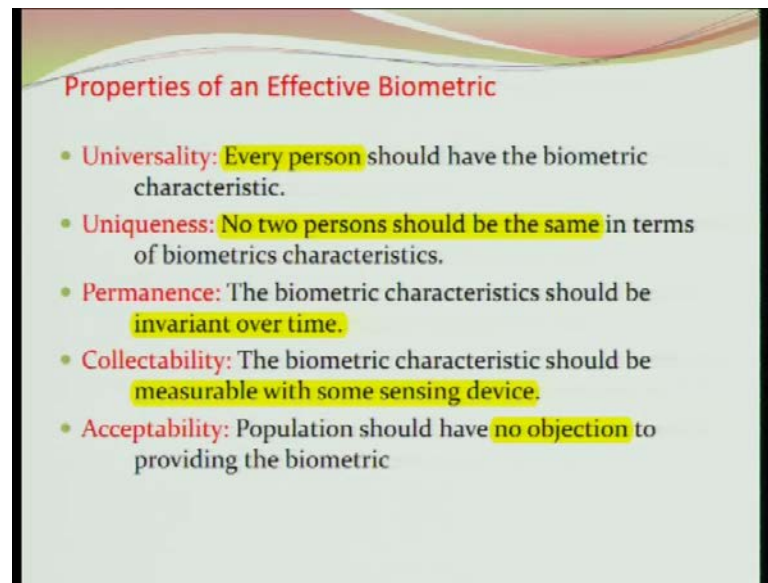 Properties of an Effective Biometric
• Universality: Every person should have the biometric
characteristic.
• Uniqueness: No two persons should be the same in terms
of biometrics characteristics.
• Permanence: The biometric characteristics should be
invariant over time.
• Collectability: The biometric characteristic should be
measurable with some sensing device.
• Acceptability: Population should have no objection to
providing the biometric